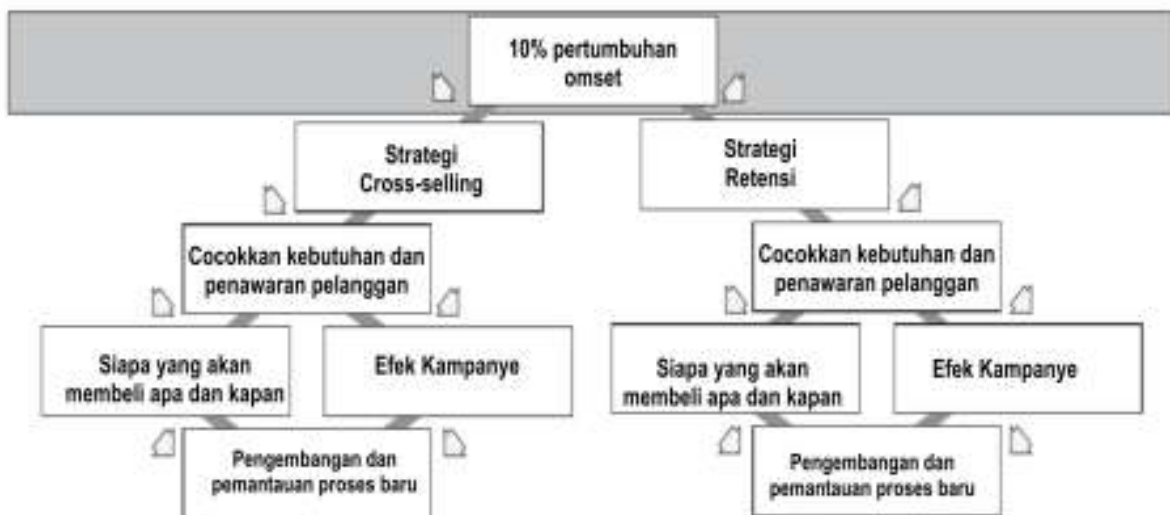 10% pertumbuhan
omset
Strategi
Cross-selling
Strategi
Retensi
Cocokkan kebutuhan dan
penawaran pelanggan
Cocokkan kebutuhan dan
penawaran pelanggan
Siapa yang akan
membeli apa dan kapan
Efek Kampanye
Siapa yang akan
membeli apa dan kapan
Efek Kampanye
Pengembangan dan
pemantauan proses baru
Pengembangan dan
pemantauan proses baru